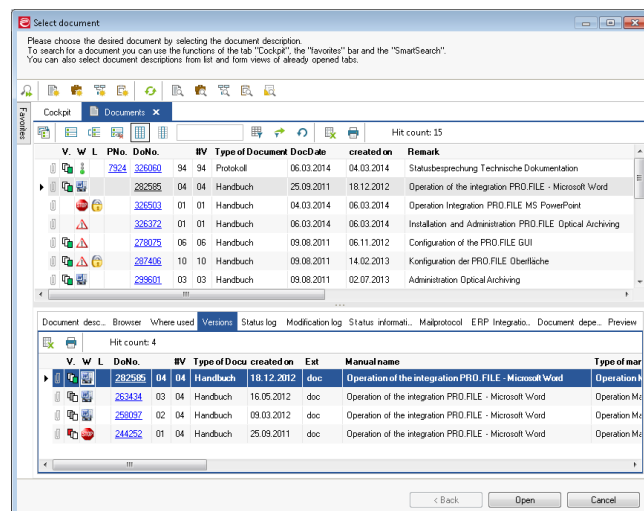 Select document
Please choose the desired document by selecting the document description.
To search for a document you can use the functions of the tab "Cockpit", the "favorites" bar and the "SmartSearch".
You can also select document descriptions from list and form views of already opened tabs.
Favorites
Cockpit Documents
Hit count: 15
V. W L PNo. DoNo. #V Type of Document DocDate created on Remark
7924 326060 94 94 Protokoll 06.03.2014 04.03.2014 Statusbesprechung Technische Dokumentation
282585 04 04 Handbuch 25.09.2011 18.12.2012 Operation of the integration PRO.FILE - Microsoft Word
STOP 326503 01 01 Handbuch 04.03.2014 06.03.2014 Operation Integration PRO.FILE MS PowerPoint
326372 01 01 Handbuch 06.03.2014 06.03.2014 Installation and Administration PRO.FILE Optical Archiving
278075 06 06 Handbuch 09.08.2011 06.11.2012 Configuration of the PRO.FILE GUI
287406 10 10 Handbuch 09.08.2011 14.02.2013 Konfiguration der PRO.FILE Oberfläche
299601 03 03 Handbuch 09.08.2011 02.07.2013 Administration Optical Archiving
Document desc... Browser Where used Versions Status log Modification log Status informati... Mailprotocol ERP Integratio... Document depe... Preview
Hit count: 4
V. W L DoNo. #V Type of Docu created on Ext Manual name Type of mar
282585 04 04 Handbuch 18.12.2012 doc Operation of the integration PRO.FILE - Microsoft Word Operation M
263434 03 04 Handbuch 16.05.2012 doc Operation of the integration PRO.FILE - Microsoft Word Operation Ma
258097 02 04 Handbuch 09.03.2012 doc Operation of the integration PRO.FILE - Microsoft Word Operation Ma
STOP 244252 01 04 Handbuch 25.09.2011 doc Operation of the integration PRO.FILE - Microsoft Word Operation Ma
< Back Open Cancel